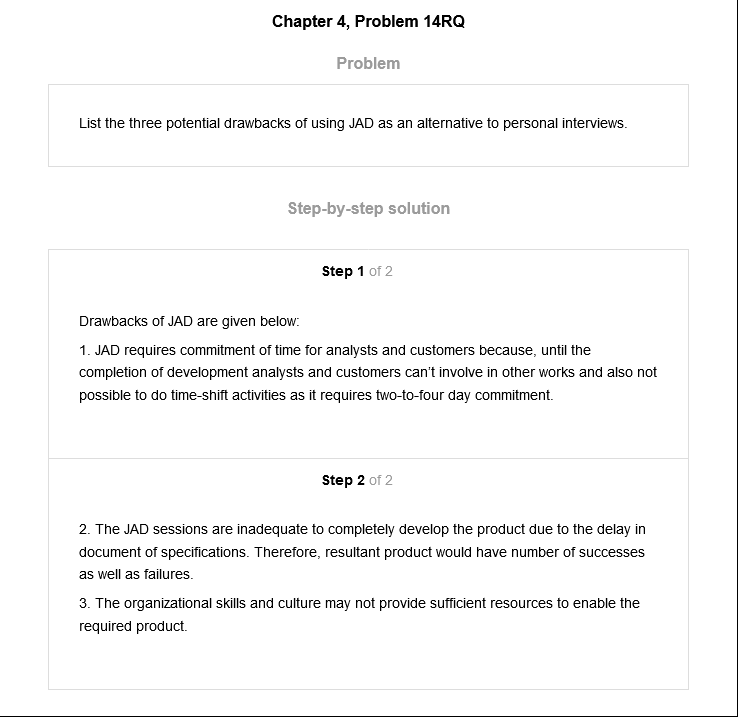 Chapter 4, Problem 14RQ
Problem
List the three potential drawbacks of using JAD as an alternative to personal interviews.
Step-by-step solution
Step 1 of 2
Drawbacks of JAD are given below:
1. JAD requires commitment of time for analysts and customers because, until the
completion of development analysts and customers can't involve in other works and also not
possible to do time-shift activities as it requires two-to-four day commitment.
Step 2 of 2
2. The JAD sessions are inadequate to completely develop the product due to the delay in
document of specifications. Therefore, resultant product would have number of successes
as well as failures.
3. The organizational skills and culture may not provide sufficient resources to enable the
required product.